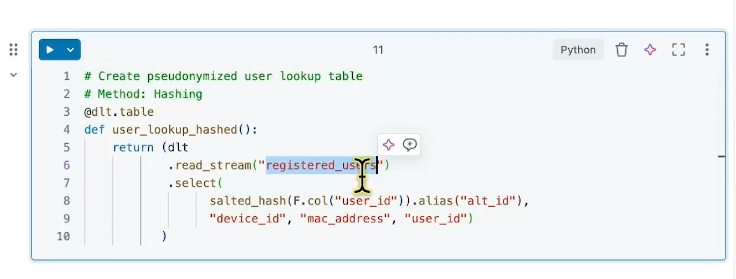 11
Python
1 # Create pseudonymized user lookup table
2 # Method: Hashing
3 @dlt.table
4 def user_lookup_hashed():
5 return (dlt
6 .read_stream("registered_users")
7 .select(
8 salted_hash(F.col("user_id")).alias("alt_id"),
9 "device_id", "mac_address", "user_id")
10 )